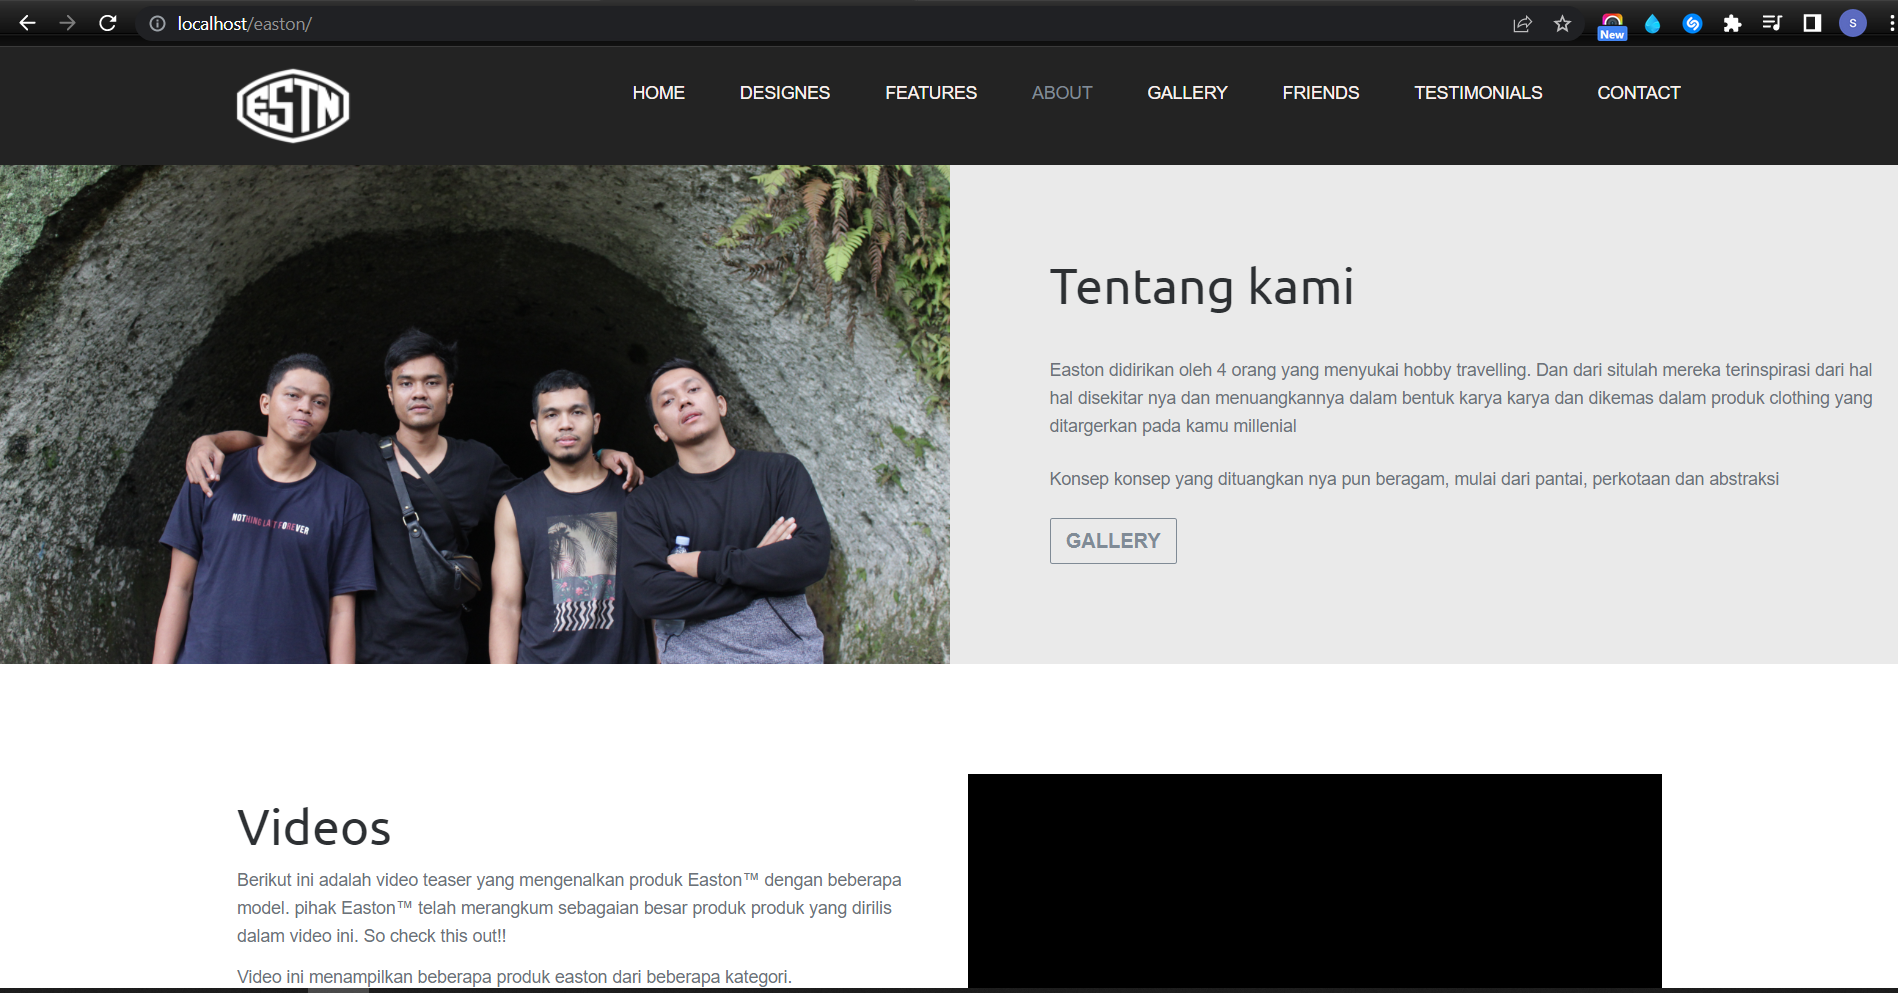 localhost/easton/
New
S
ESTN
HOME
DESIGNES
FEATURES
ABOUT
GALLERY
FRIENDS
TESTIMONIALS
CONTACT
NOTHING LAST FOREVER
Tentang kami
Easton didirikan oleh 4 orang yang menyukai hobby travelling. Dan dari situlah mereka terinspirasi dari hal
hal disekitar nya dan menuangkannya dalam bentuk karya karya dan dikemas dalam produk clothing yang
ditargerkan pada kamu millenial
Konsep konsep yang dituangkan nya pun beragam, mulai dari pantai, perkotaan dan abstraksi
GALLERY
Videos
Berikut ini adalah video teaser yang mengenalkan produk Easton™ dengan beberapa
model. pihak Easton™ telah merangkum sebagaian besar produk produk yang dirilis
dalam video ini. So check this out!!
Video ini menampilkan beberapa produk easton dari beberapa kategori.